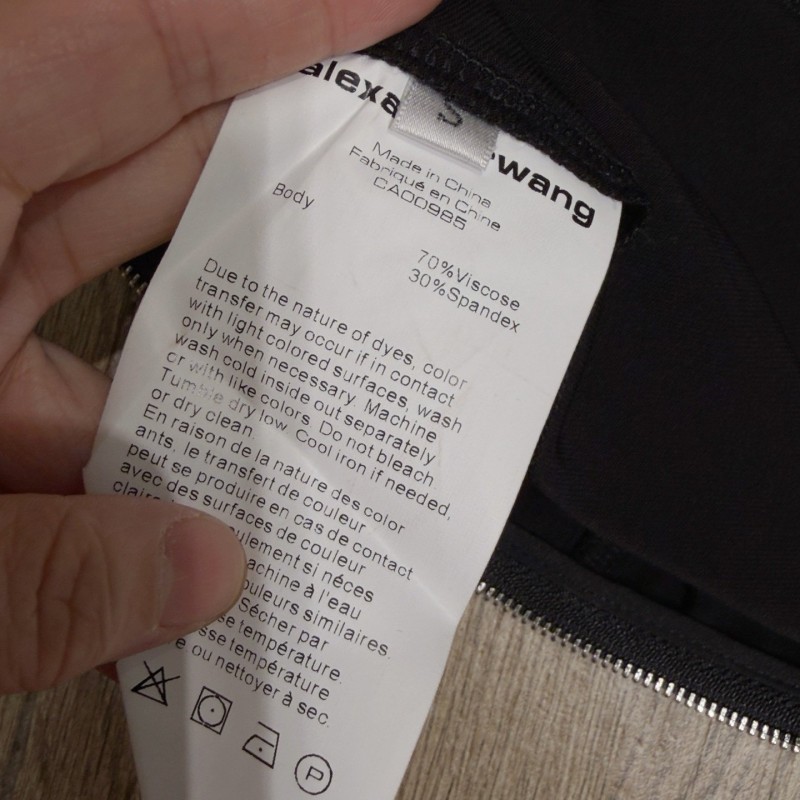 alexa wang
S
Made in China
Fabriqué en Chine
CA00985
Body
70%Viscose
30%Spandex
Due to the nature of dyes, color
transfer may occur if in contact
with light colored surfaces, wash
only when necessary. Machine
wash cold inside out separately
or with like colors. Do not bleach.
Tumble dry low. Cool iron if needed,
or dry clean.
En raison de la nature des color
ants, le transfert de couleur
peut se produire en cas de contact
avec des surfaces de couleur
ulement si néces
achine à l'eau
ouleurs similaires.
Sécher par
se température.
sse température
ou nettoyer à sec.
P